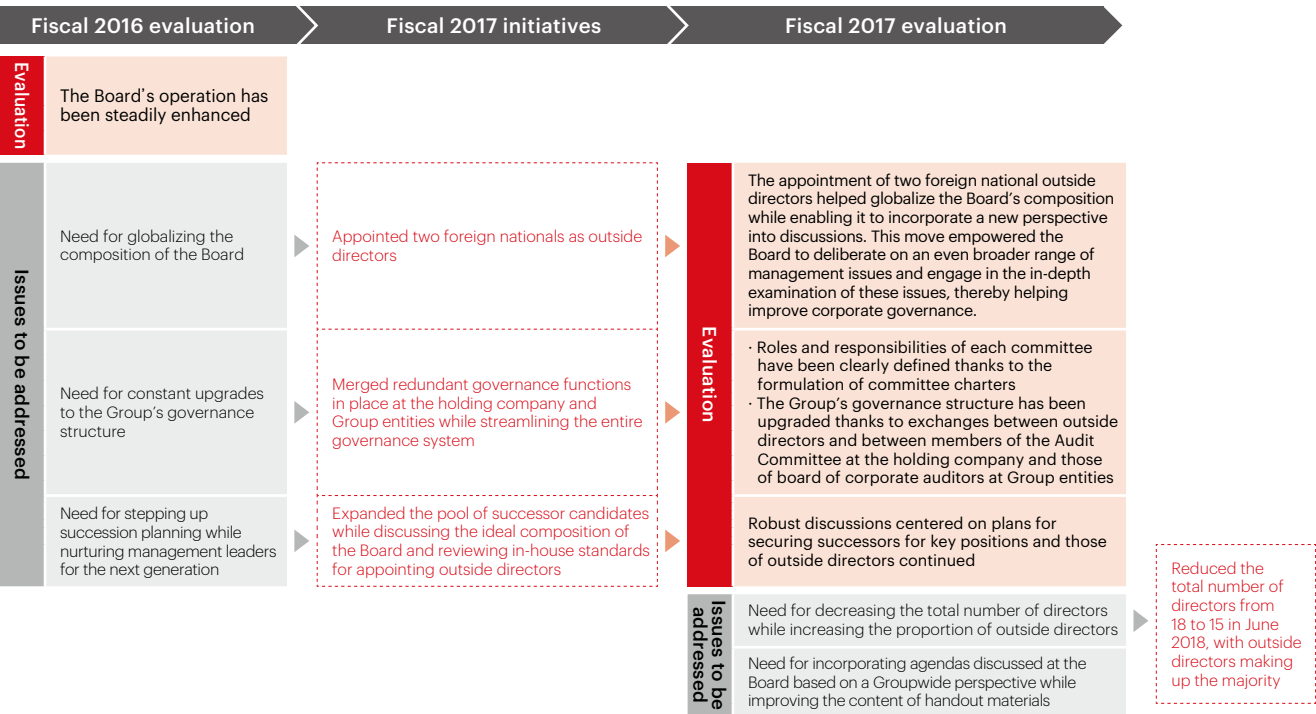 Fiscal 2016 evaluation
Fiscal 2017 initiatives
Fiscal 2017 evaluation
Evaluation
The Board's operation has
been steadily enhanced
Issues to be addressed
Need for globalizing the
composition of the Board
Appointed two foreign nationals as outside
directors
Evaluation
The appointment of two foreign national outside
directors helped globalize the Board's composition
while enabling it to incorporate a new perspective
into discussions. This move empowered the
Board to deliberate on an even broader range of
management issues and engage in the in-depth
examination of these issues, thereby helping
improve corporate governance.
Need for constant upgrades
to the Group's governance
structure
Merged redundant governance functions
in place at the holding company and
Group entities while streamlining the entire
governance system
· Roles and responsibilities of each committee
have been clearly defined thanks to the
formulation of committee charters
· The Group's governance structure has been
upgraded thanks to exchanges between outside
directors and between members of the Audit
Committee at the holding company and those
of board of corporate auditors at Group entities
Need for stepping up
succession planning while
nurturing management leaders
for the next generation
Expanded the pool of successor candidates
while discussing the ideal composition of
the Board and reviewing in-house standards
for appointing outside directors
Robust discussions centered on plans for
securing successors for key positions and those
of outside directors continued
Issues to be
addressed
Need for decreasing the total number of directors
while increasing the proportion of outside directors
Need for incorporating agendas discussed at the
Board based on a Groupwide perspective while
improving the content of handout materials
Reduced the
total number of
directors from
18 to 15 in June
2018, with outside
directors making
up the majority